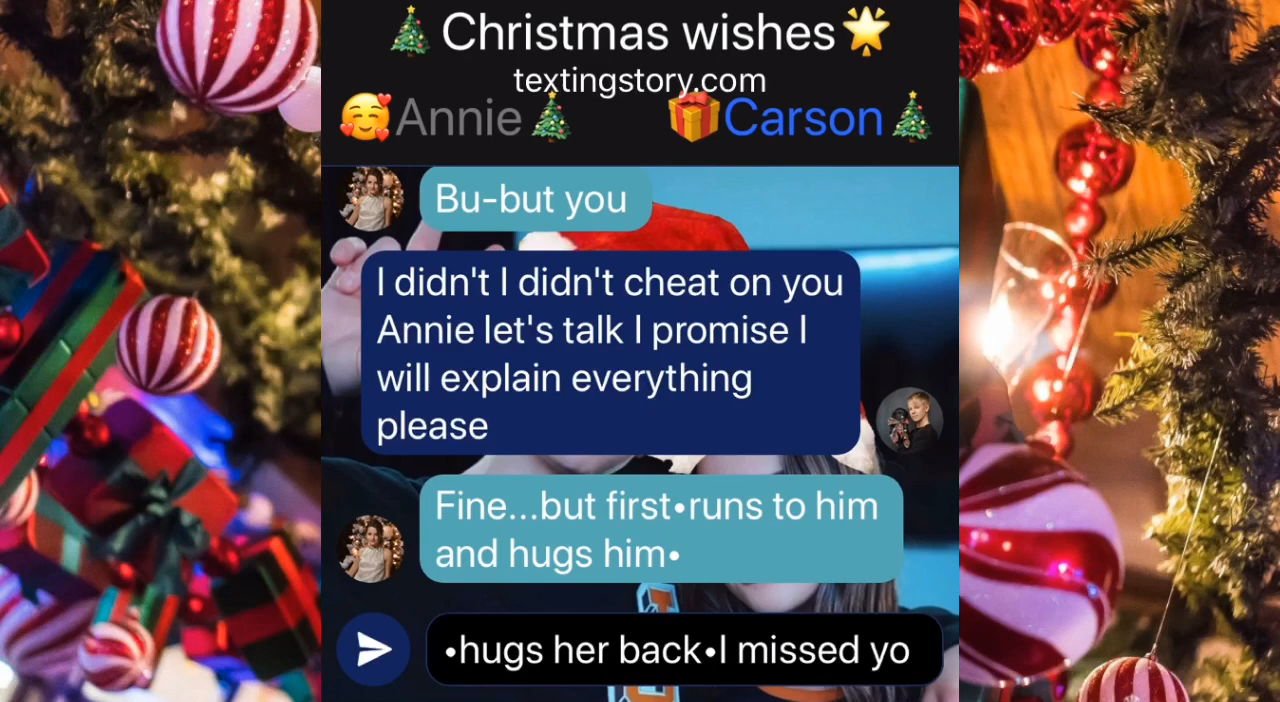 🎄Christmas wishes🌟
textingstory.com
🥰Annie🎄 🎁Carson🎄
Bu-but you
I didn't I didn't cheat on you
Annie let's talk I promise I
will explain everything
please
Fine...but first•runs to him
and hugs him•
•hugs her back•I missed yo